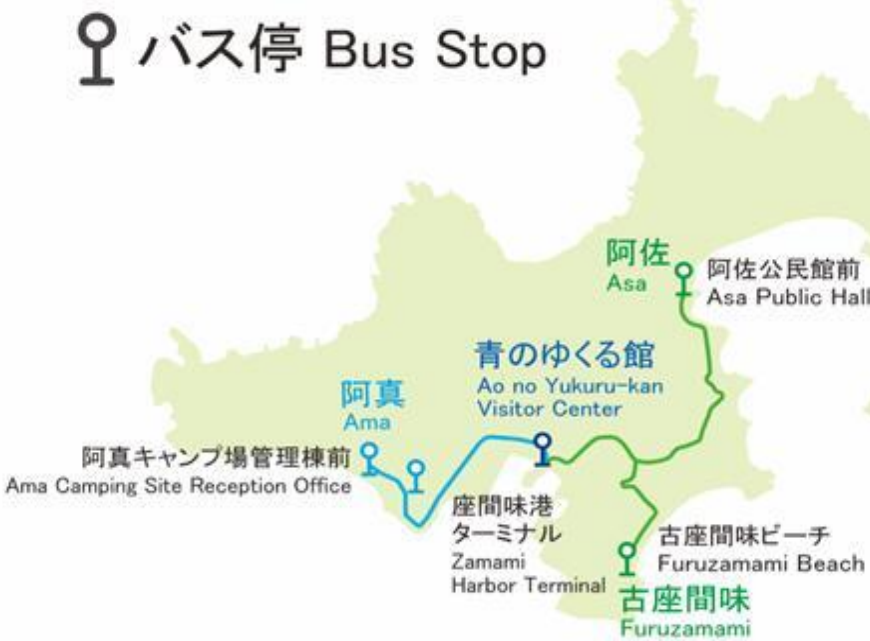 バス停 Bus Stop
阿佐
Asa
阿佐公民館前
Asa Public Hall
青のゆくる館
Ao no Yukuru-kan
Visitor Center
阿真
Ama
阿真キャンプ場管理棟前
Ama Camping Site Reception Office
座間味港
ターミナル
Zamami
Harbor Terminal
古座間味ビーチ
Furuzamami Beach
古座間味
Furuzamami